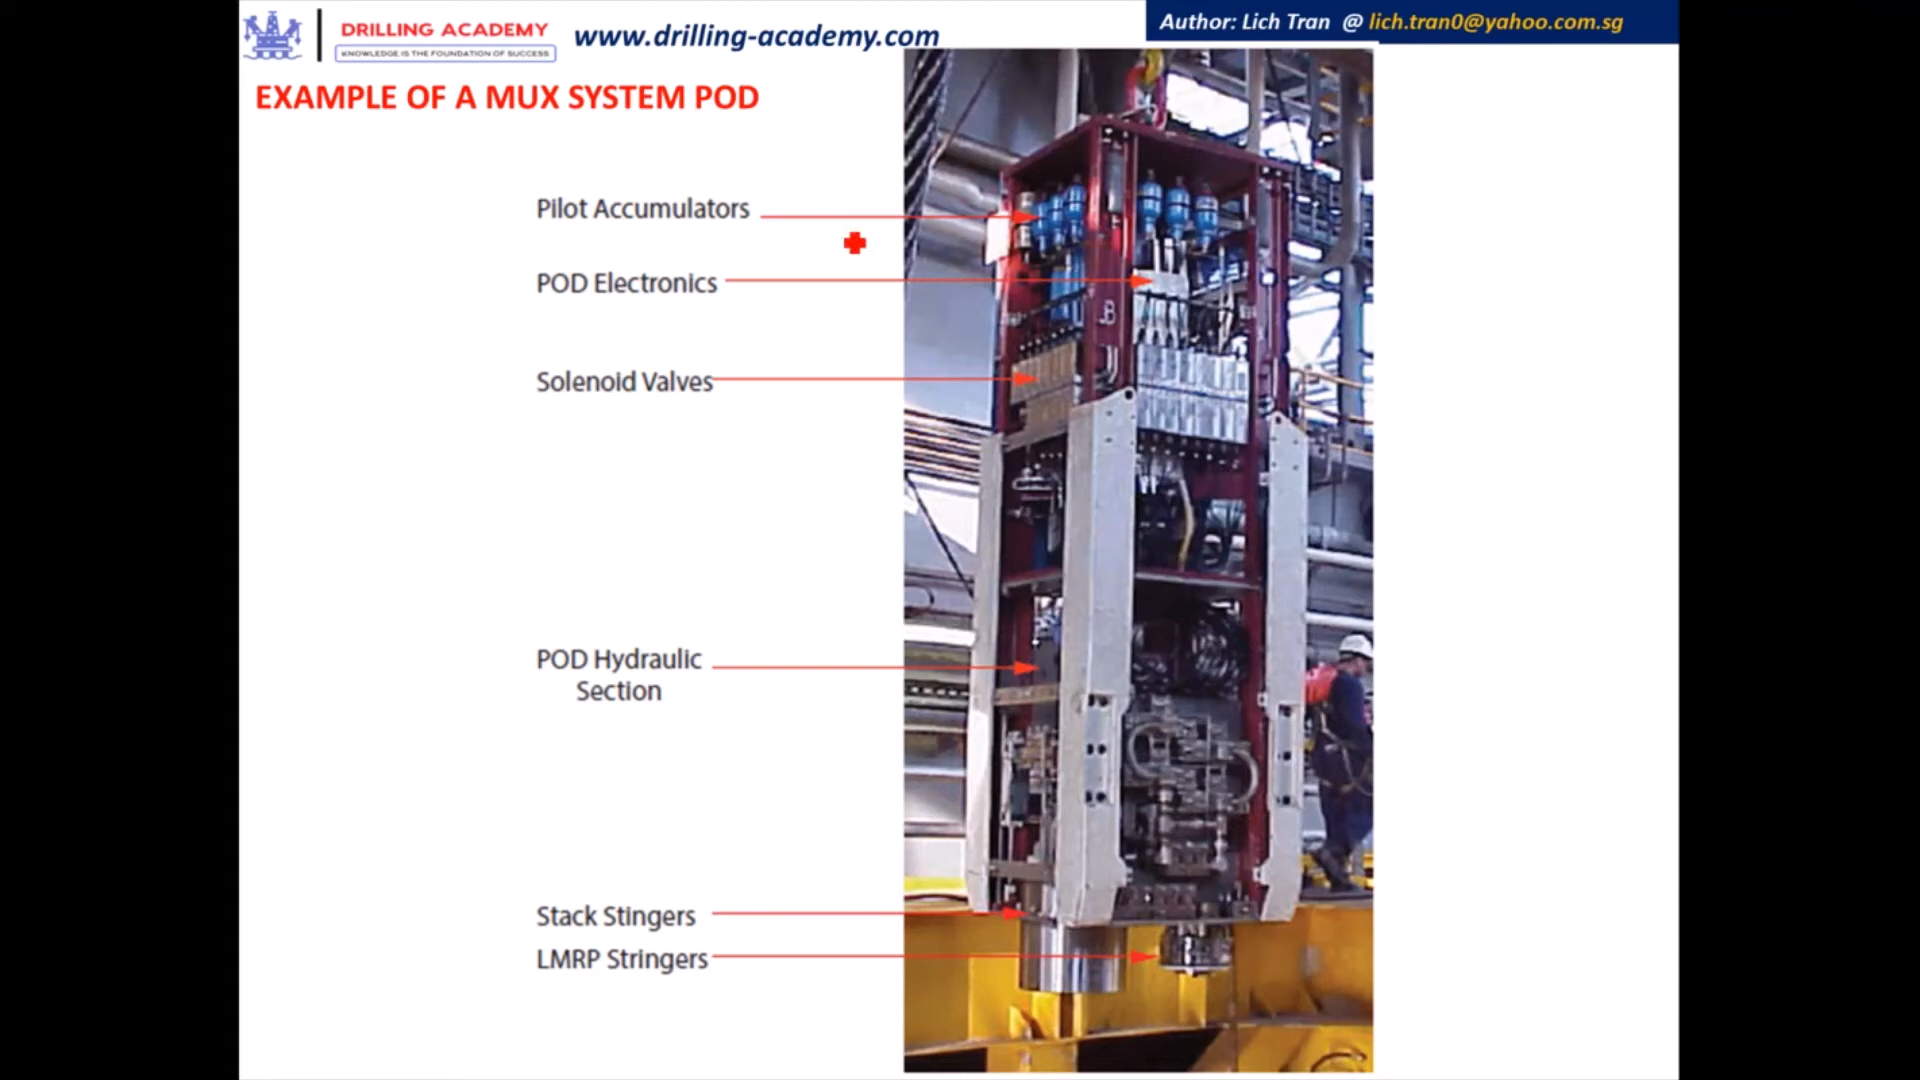 DRILLING ACADEMY
KNOWLEDGE IS THE FOUNDATION OF SUCCESS
www.drilling-academy.com
Author: Lich Tran @ lich.tran0@yahoo.com.sg
EXAMPLE OF A MUX SYSTEM POD
Pilot Accumulators
POD Electronics
Solenoid Valves
POD Hydraulic
Section
Stack Stingers
LMRP Stringers